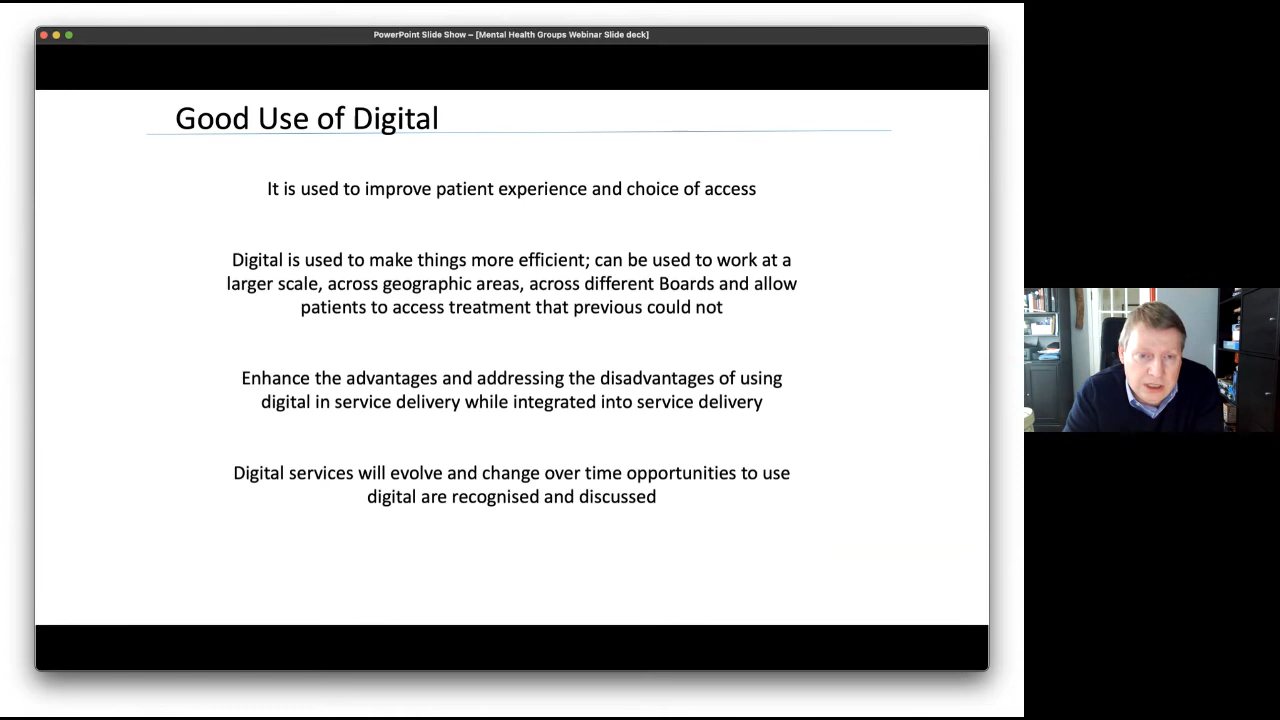 PowerPoint Slide Show – [Mental Health Groups Webinar Slide deck]
Good Use of Digital
It is used to improve patient experience and choice of access
Digital is used to make things more efficient; can be used to work at a
larger scale, across geographic areas, across different Boards and allow
patients to access treatment that previous could not
Enhance the advantages and addressing the disadvantages of using
digital in service delivery while integrated into service delivery
Digital services will evolve and change over time opportunities to use
digital are recognised and discussed